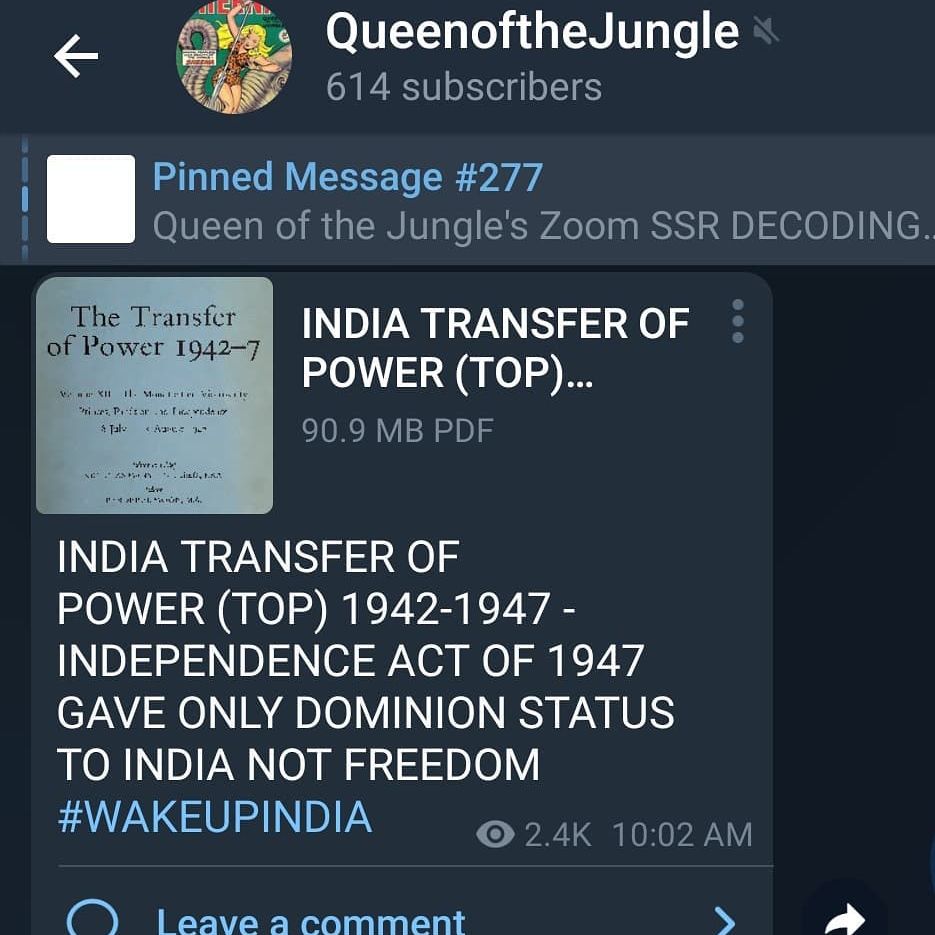 QueenoftheJungle
614 subscribers
Pinned Message #277
Queen of the Jungle's Zoom SSR DECODING..
The Transfer
of Power 1942-7
INDIA TRANSFER OF
POWER (TOP)...
90.9 MB PDF
INDIA TRANSFER OF
POWER (TOP) 1942-1947 -
INDEPENDENCE ACT OF 1947
GAVE ONLY DOMINION STATUS
TO INDIA NOT FREEDOM
#WAKEUPINDIA
2.4K 10:02 AM
Leave a comment